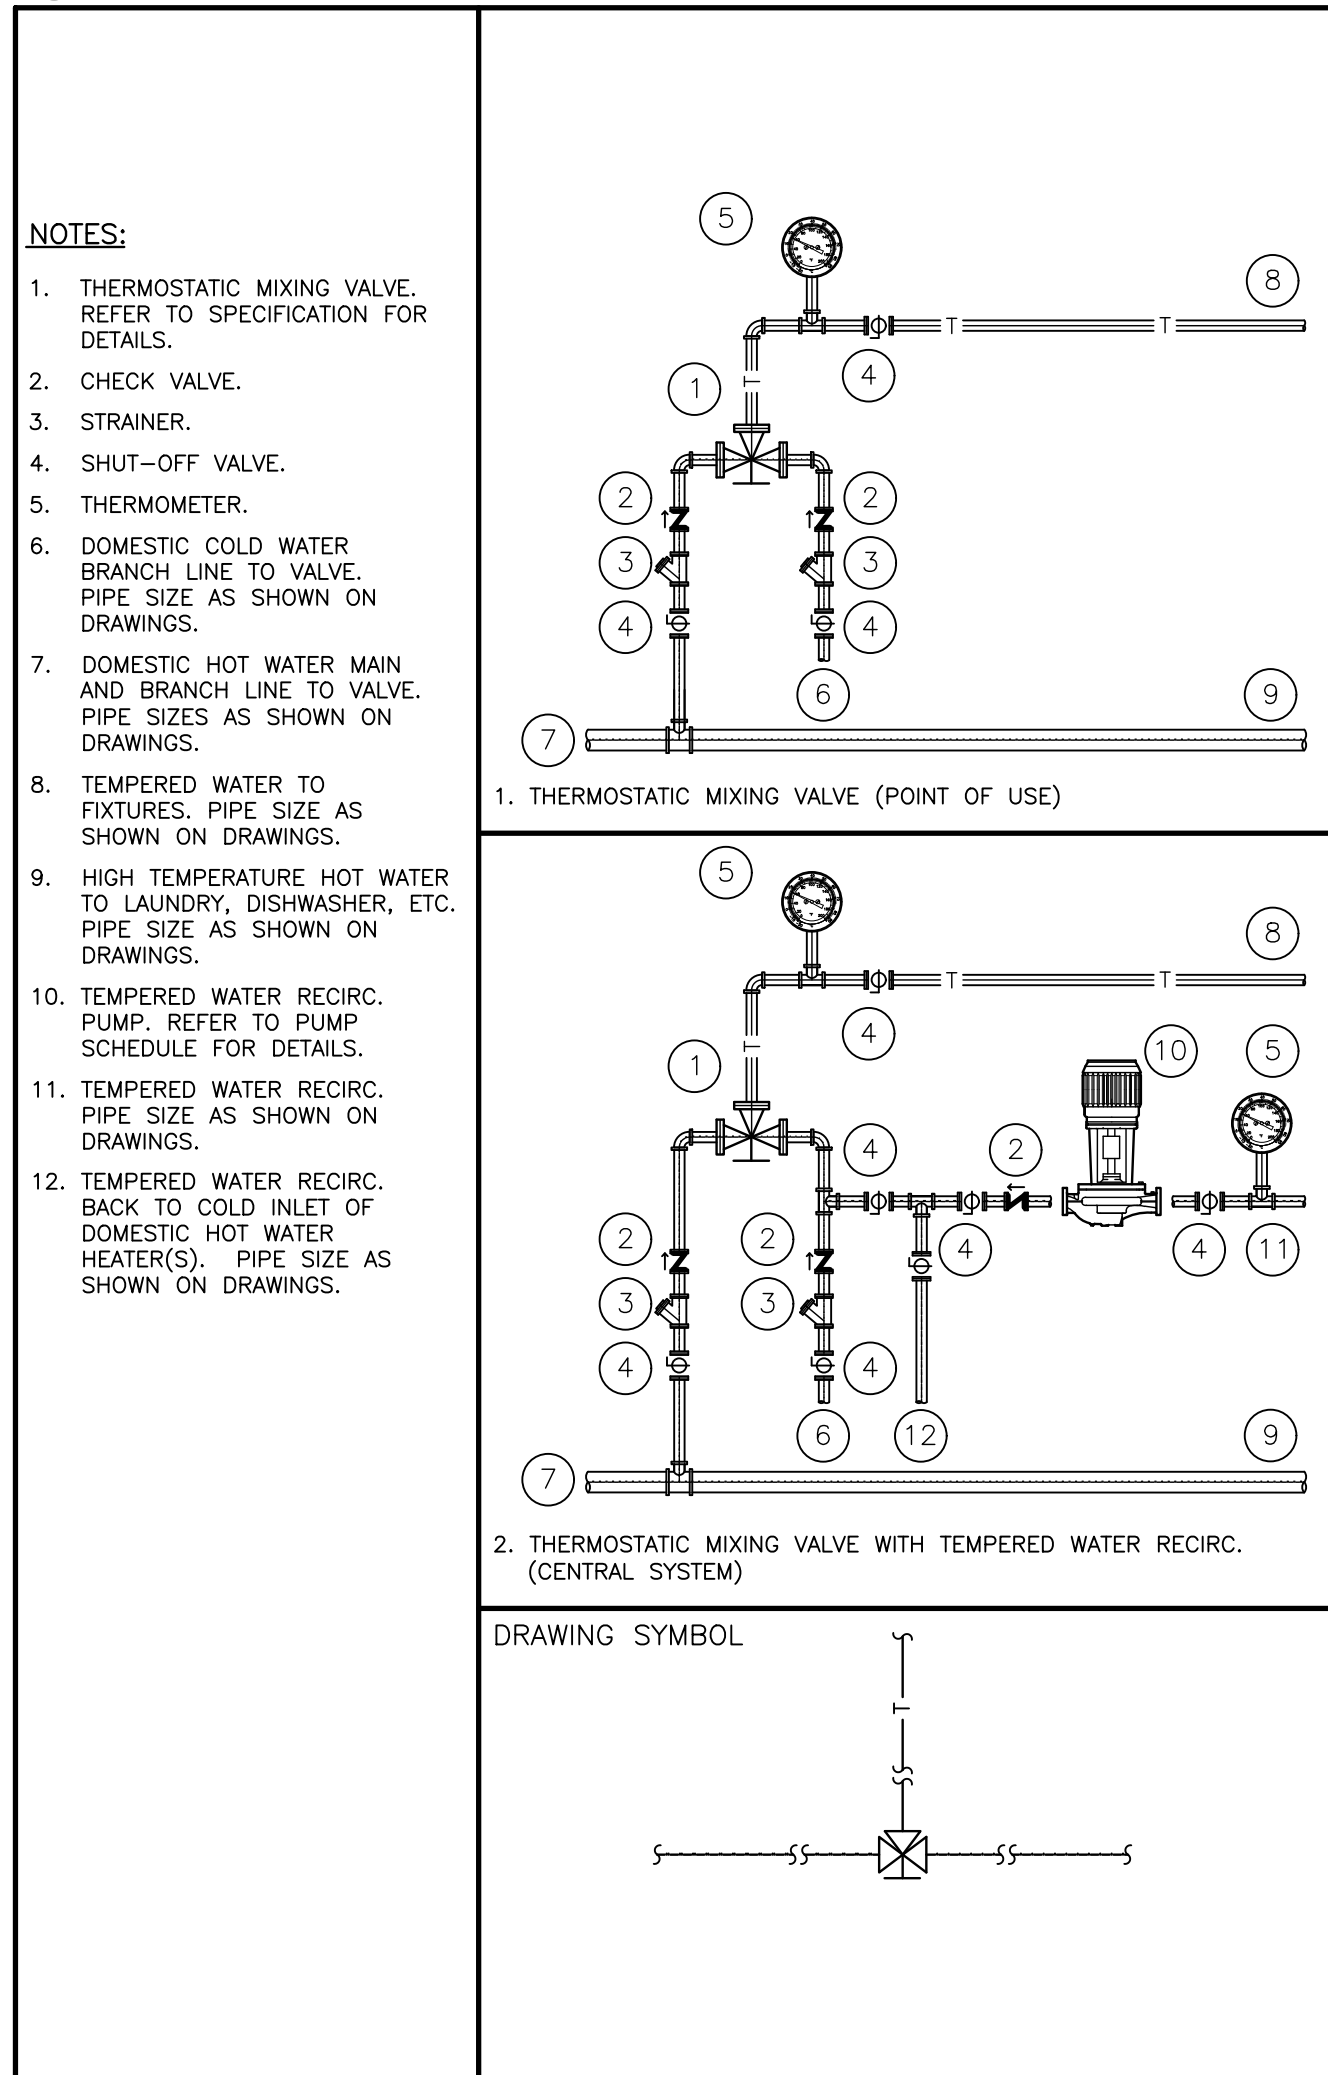 NOTES:
1. THERMOSTATIC MIXING VALVE.
REFER TO SPECIFICATION FOR
DETAILS.
2. CHECK VALVE.
3. STRAINER.
4. SHUT-OFF VALVE.
5. THERMOMETER.
6. DOMESTIC COLD WATER
BRANCH LINE TO VALVE.
PIPE SIZE AS SHOWN ON
DRAWINGS.
7. DOMESTIC HOT WATER MAIN
AND BRANCH LINE TO VALVE.
PIPE SIZES AS SHOWN ON
DRAWINGS.
8. TEMPERED WATER TO
FIXTURES. PIPE SIZE AS
SHOWN ON DRAWINGS.
9. HIGH TEMPERATURE HOT WATER
TO LAUNDRY, DISHWASHER, ETC.
PIPE SIZE AS SHOWN ON
DRAWINGS.
10. TEMPERED WATER RECIRC.
PUMP. REFER TO PUMP
SCHEDULE FOR DETAILS.
11. TEMPERED WATER RECIRC.
PIPE SIZE AS SHOWN ON
DRAWINGS.
12. TEMPERED WATER RECIRC.
BACK TO COLD INLET OF
DOMESTIC HOT WATER
HEATER(S). PIPE SIZE AS
SHOWN ON DRAWINGS.
5
8
T T
1 T 4
2 2
3 3
4 4
6 9
7
1. THERMOSTATIC MIXING VALVE (POINT OF USE)
5
8
T T
4
1 T 10 5
4 2
2 2 4 4 11
3 3
4 4
6 12 9
7
2. THERMOSTATIC MIXING VALVE WITH TEMPERED WATER RECIRC.
(CENTRAL SYSTEM)
DRAWING SYMBOL
T